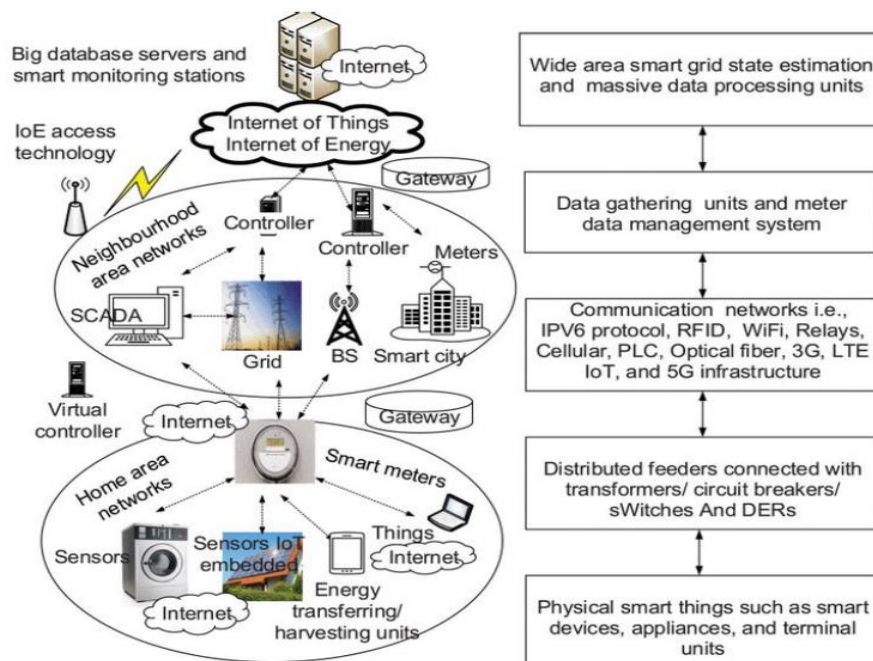 Big database servers and
smart monitoring stations
Internet
Internet of Things
Internet of Energy
IoE access
technology
Gateway
Controller
Neighbourhood
area networks
Controller
Meters
SCADA
Grid
BS
Smart city
Virtual
controller
Internet
Gateway
Home area
networks
Smart meters
Sensors
Sensors IoT
embedded
Things
Internet
Internet
Energy
transferring/
harvesting units
Wide area smart grid state estimation
and massive data processing units
Data gathering units and meter
data management system
Communication networks i.e.,
IPV6 protocol, RFID, WiFi, Relays,
Cellular, PLC, Optical fiber, 3G, LTE
IoT, and 5G infrastructure
Distributed feeders connected with
transformers/ circuit breakers/
sWitches And DERs
Physical smart things such as smart
devices, appliances, and terminal
units